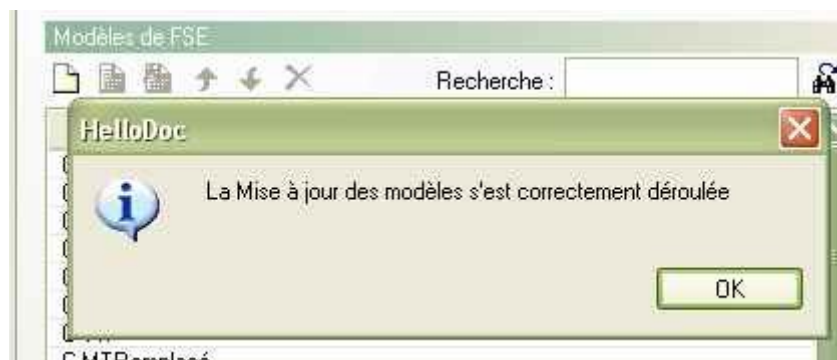 Modèles de FSE
Recherche :
HelloDoc
La Mise à jour des modèles s'est correctement déroulée
OK